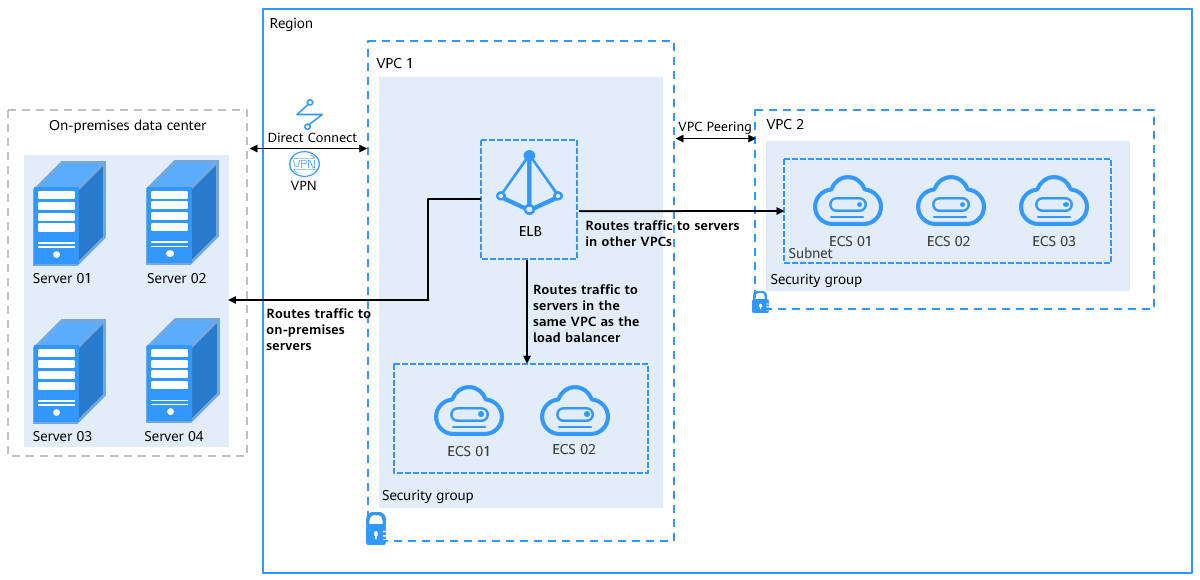 Region
VPC 1
On-premises data center
Direct Connect
VPN
VPN
VPC Peering
VPC 2
Server 01
Server 02
ELB
Routes traffic to servers
in other VPCs
ECS 01
ECS 02
ECS 03
Subnet
Security group
Routes traffic to
on-premises
servers
Routes traffic to
servers in the
same VPC as the
load balancer
Server 03
Server 04
ECS 01
ECS 02
Security group